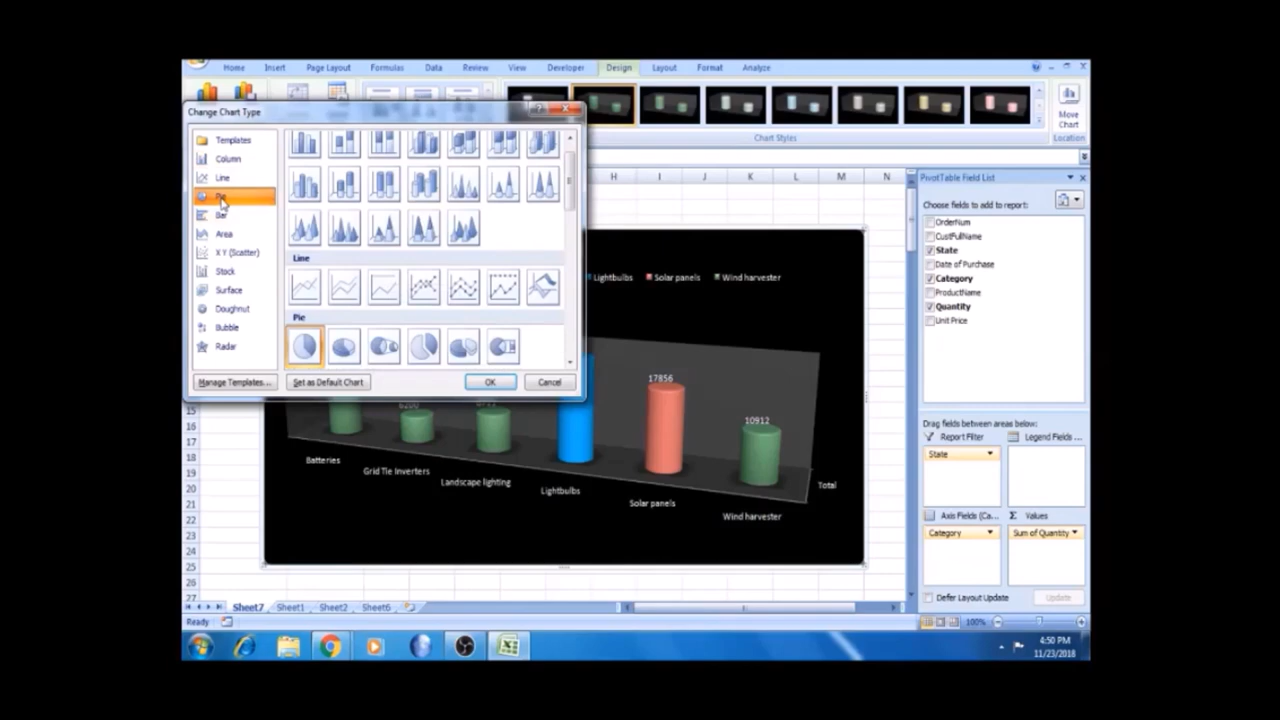 Home Insert Page Layout Formulas Data Review View Developer Design Layout Format Analyze
Change Chart Type
Templates
Column
Line
Pie
Bar
Area
X Y (Scatter)
Stock
Surface
Doughnut
Bubble
Radar
Line
Pie
Manage Templates...
Set as Default Chart
OK
Cancel
Chart Styles
Move
Chart
Location
H I J K L M N
Lightbulbs Solar panels Wind harvester
17856
10912
Batteries
Grid Tie Inverters
Landscape lighting
Lightbulbs
Solar panels
Wind harvester
Total
15
16
17
18
19
20
21
22
23
24
25
26
27
PivotTable Field List
Choose fields to add to report:
OrderNum
CustFullName
State
Date of Purchase
Category
ProductName
Quantity
Unit Price
Drag fields between areas below:
Report Filter Legend Fields ...
State
Axis Fields (Ca... Σ Values
Category Sum of Quantity
Defer Layout Update Update
Sheet7 Sheet1 Sheet2 Sheet6
Ready
100%
4:50 PM
11/23/2018